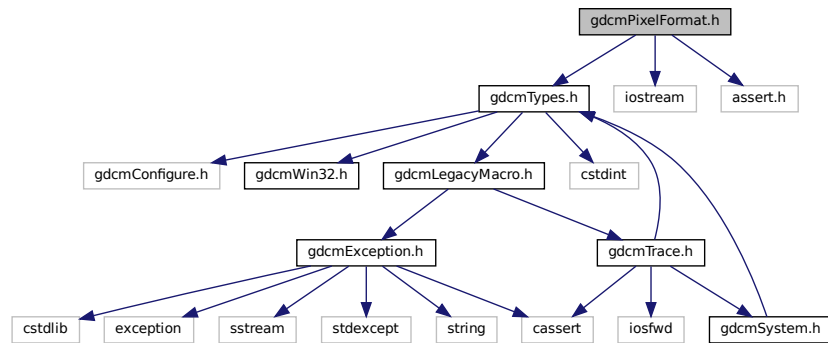 gdcmPixelFormat.h
gdcmTypes.h
iostream
assert.h
gdcmConfigure.h
gdcmWin32.h
gdcmLegacyMacro.h
cstdint
gdcmException.h
gdcmTrace.h
cstdlib
exception
sstream
stdexcept
string
cassert
iosfwd
gdcmSystem.h